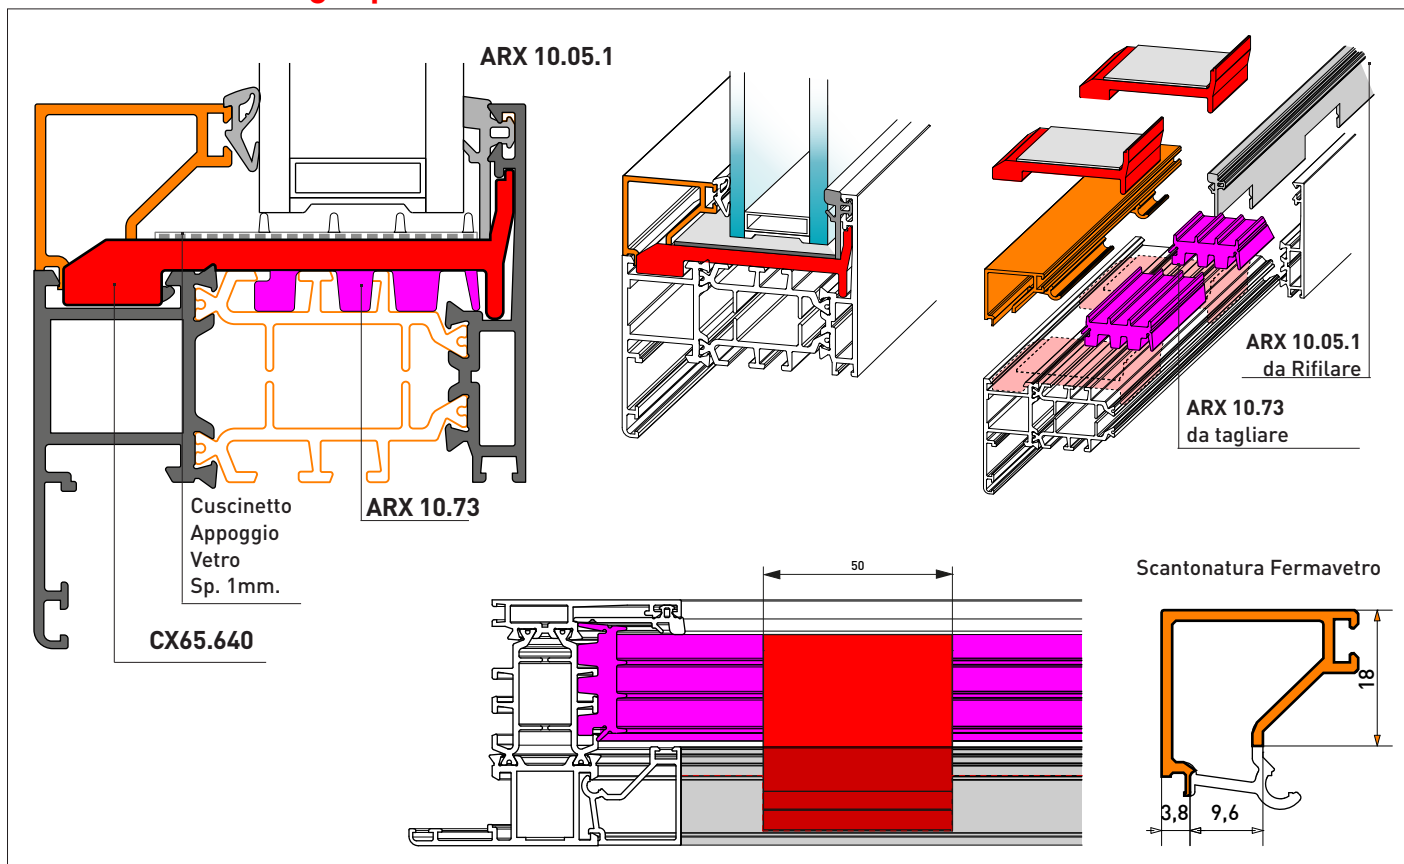 ARX 10.05.1
ARX 10.05.1
da Rifilare
ARX 10.73
da tagliare
Cuscinetto
Appoggio
Vetro
Sp. 1mm.
ARX 10.73
CX65.640
50
Scantonatura Fermavetro
18
3,8
9,6